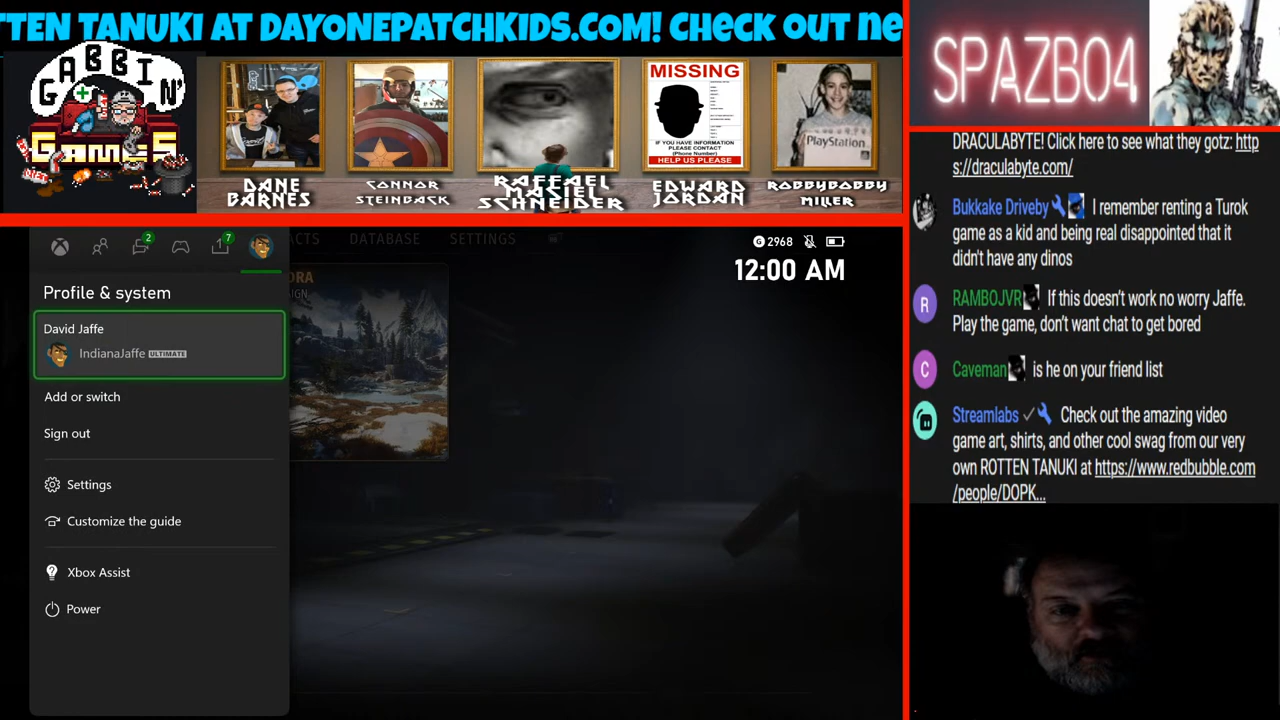 TTEN TANUKI AT DAYONEPATCHKIDS.COM! CHECK OUT NE
GABBIN'
GAMES
DANE
BARNES
CONNOR
STEINBACK
RAFFAEL
MACIEL
SCHNEIDER
MISSING
IF YOU HAVE INFORMATION
PLEASE CONTACT
(Phone Number)
HELP US PLEASE
EDWARD
JORDAN
PlayStation
ROBBYBOBBY
MILLER
SPAZB04
2
7
ACTS
DATABASE
SETTINGS
G 2968
12:00 AM
ORA
IGN
Profile & system
David Jaffe
IndianaJaffe ULTIMATE
Add or switch
Sign out
Settings
Customize the guide
Xbox Assist
Power
DRACULABYTE! Click here to see what they gotz: http
s://draculabyte.com/
Bukkake Driveby I remember renting a Turok
game as a kid and being real disappointed that it
didn't have any dinos
R
RAMBOJVR If this doesn't work no worry Jaffe.
Play the game, don't want chat to get bored
C
Caveman is he on your friend list
Streamlabs Check out the amazing video
game art, shirts, and other cool swag from our very
own ROTTEN TANUKI at https://www.redbubble.com
/people/DOPK...